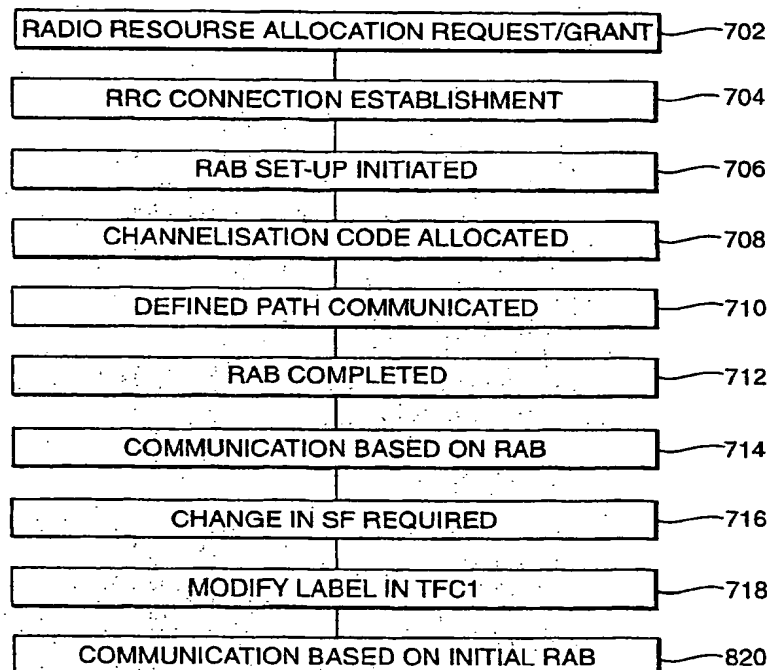 RADIO RESOURSE ALLOCATION REQUEST/GRANT 702
RRC CONNECTION ESTABLISHMENT 704
RAB SET-UP INITIATED 706
CHANNELISATION CODE ALLOCATED 708
DEFINED PATH COMMUNICATED 710
RAB COMPLETED 712
COMMUNICATION BASED ON RAB 714
CHANGE IN SF REQUIRED 716
MODIFY LABEL IN TFC1 718
COMMUNICATION BASED ON INITIAL RAB 820